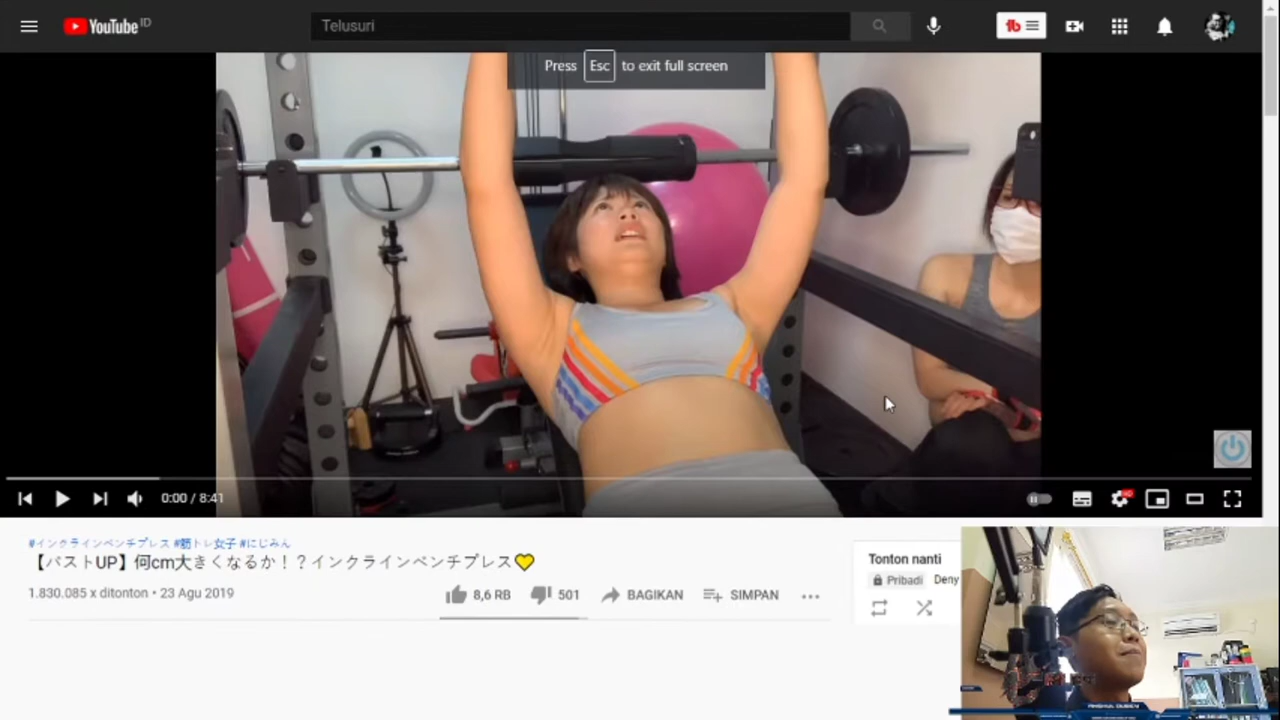 YouTube ID
Telusuri
Press Esc to exit full screen
0:00 / 8:41
#インクラインベンチプレス #筋トレ女子 #にじみん
【バストUP】何cm大きくなるか！？インクラインベンチプレス💛
1.830.085 x ditonton • 23 Agu 2019
8,6 RB
501
BAGIKAN
SIMPAN
Tonton nanti
Pribadi
Deny